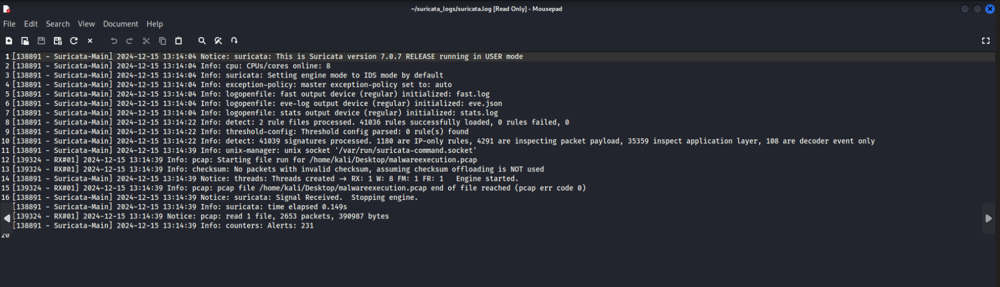 ~/suricata_logs/suricata.log [Read Only] - Mousepad
File Edit Search View Document Help
1 [138891 - Suricata-Main] 2024-12-15 13:14:04 Notice: suricata: This is Suricata version 7.0.7 RELEASE running in USER mode
2 [138891 - Suricata-Main] 2024-12-15 13:14:04 Info: cpu: CPUs/cores online: 8
3 [138891 - Suricata-Main] 2024-12-15 13:14:04 Info: suricata: Setting engine mode to IDS mode by default
4 [138891 - Suricata-Main] 2024-12-15 13:14:04 Info: exception-policy: master exception-policy set to: auto
5 [138891 - Suricata-Main] 2024-12-15 13:14:04 Info: logopenfile: fast output device (regular) initialized: fast.log
6 [138891 - Suricata-Main] 2024-12-15 13:14:04 Info: logopenfile: eve-log output device (regular) initialized: eve.json
7 [138891 - Suricata-Main] 2024-12-15 13:14:04 Info: logopenfile: stats output device (regular) initialized: stats.log
8 [138891 - Suricata-Main] 2024-12-15 13:14:22 Info: detect: 2 rule files processed. 41036 rules successfully loaded, 0 rules failed, 0
9 [138891 - Suricata-Main] 2024-12-15 13:14:22 Info: threshold-config: Threshold config parsed: 0 rule(s) found
10 [138891 - Suricata-Main] 2024-12-15 13:14:22 Info: detect: 41039 signatures processed. 1180 are IP-only rules, 4291 are inspecting packet payload, 35359 inspect application layer, 108 are decoder event only
11 [138891 - Suricata-Main] 2024-12-15 13:14:39 Info: unix-manager: unix socket '/var/run/suricata-command.socket'
12 [139324 - RX#01] 2024-12-15 13:14:39 Info: pcap: Starting file run for /home/kali/Desktop/malwareexecution.pcap
13 [139324 - RX#01] 2024-12-15 13:14:39 Info: checksum: No packets with invalid checksum, assuming checksum offloading is NOT used
14 [138891 - Suricata-Main] 2024-12-15 13:14:39 Notice: threads: Threads created → RX: 1 W: 8 FM: 1 FR: 1   Engine started.
15 [139324 - RX#01] 2024-12-15 13:14:39 Info: pcap: pcap file /home/kali/Desktop/malwareexecution.pcap end of file reached (pcap err code 0)
16 [138891 - Suricata-Main] 2024-12-15 13:14:39 Notice: suricata: Signal Received.  Stopping engine.
[138891 - Suricata-Main] 2024-12-15 13:14:39 Info: suricata: time elapsed 0.149s
[139324 - RX#01] 2024-12-15 13:14:39 Notice: pcap: read 1 file, 2653 packets, 390987 bytes
[138891 - Suricata-Main] 2024-12-15 13:14:39 Info: counters: Alerts: 231
20